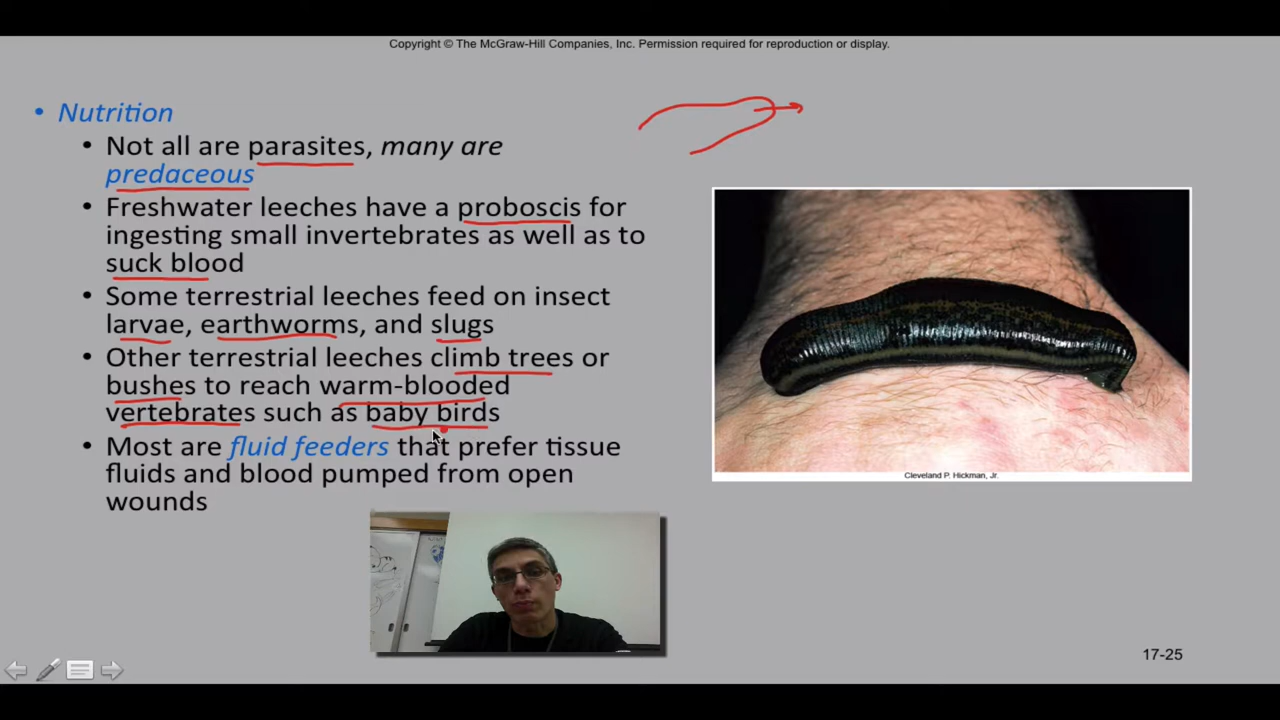 Copyright © The McGraw-Hill Companies, Inc. Permission required for reproduction or display.
• Nutrition
• Not all are parasites, many are
predaceous
• Freshwater leeches have a proboscis for
ingesting small invertebrates as well as to
suck blood
• Some terrestrial leeches feed on insect
larvae, earthworms, and slugs
• Other terrestrial leeches climb trees or
bushes to reach warm-blooded
vertebrates such as baby birds
• Most are fluid feeders that prefer tissue
fluids and blood pumped from open
wounds
Cleveland P. Hickman, Jr.
17-25